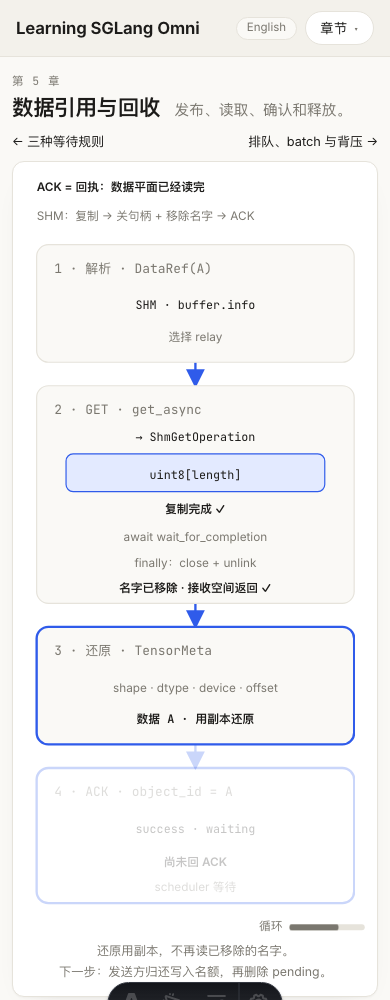 Learning SGLang Omni
English
章节
第 5 章
数据引用与回收 发布、读取、确认和释放。
← 三种等待规则
排队、batch 与背压 →
ACK = 回执：数据平面已经读完
SHM：复制 → 关句柄 + 移除名字 → ACK
1 · 解析 · DataRef(A)
SHM · buffer.info
选择 relay
2 · GET · get_async
→ ShmGetOperation
uint8[length]
复制完成 ✓
await wait_for_completion
finally：close + unlink
名字已移除 · 接收空间返回 ✓
3 · 还原 · TensorMeta
shape · dtype · device · offset
数据 A · 用副本还原
4 · ACK · object_id = A
success · waiting
尚未回 ACK
scheduler 等待
循环
还原用副本，不再读已移除的名字。
下一步：发送方归还写入名额，再删除 pending。